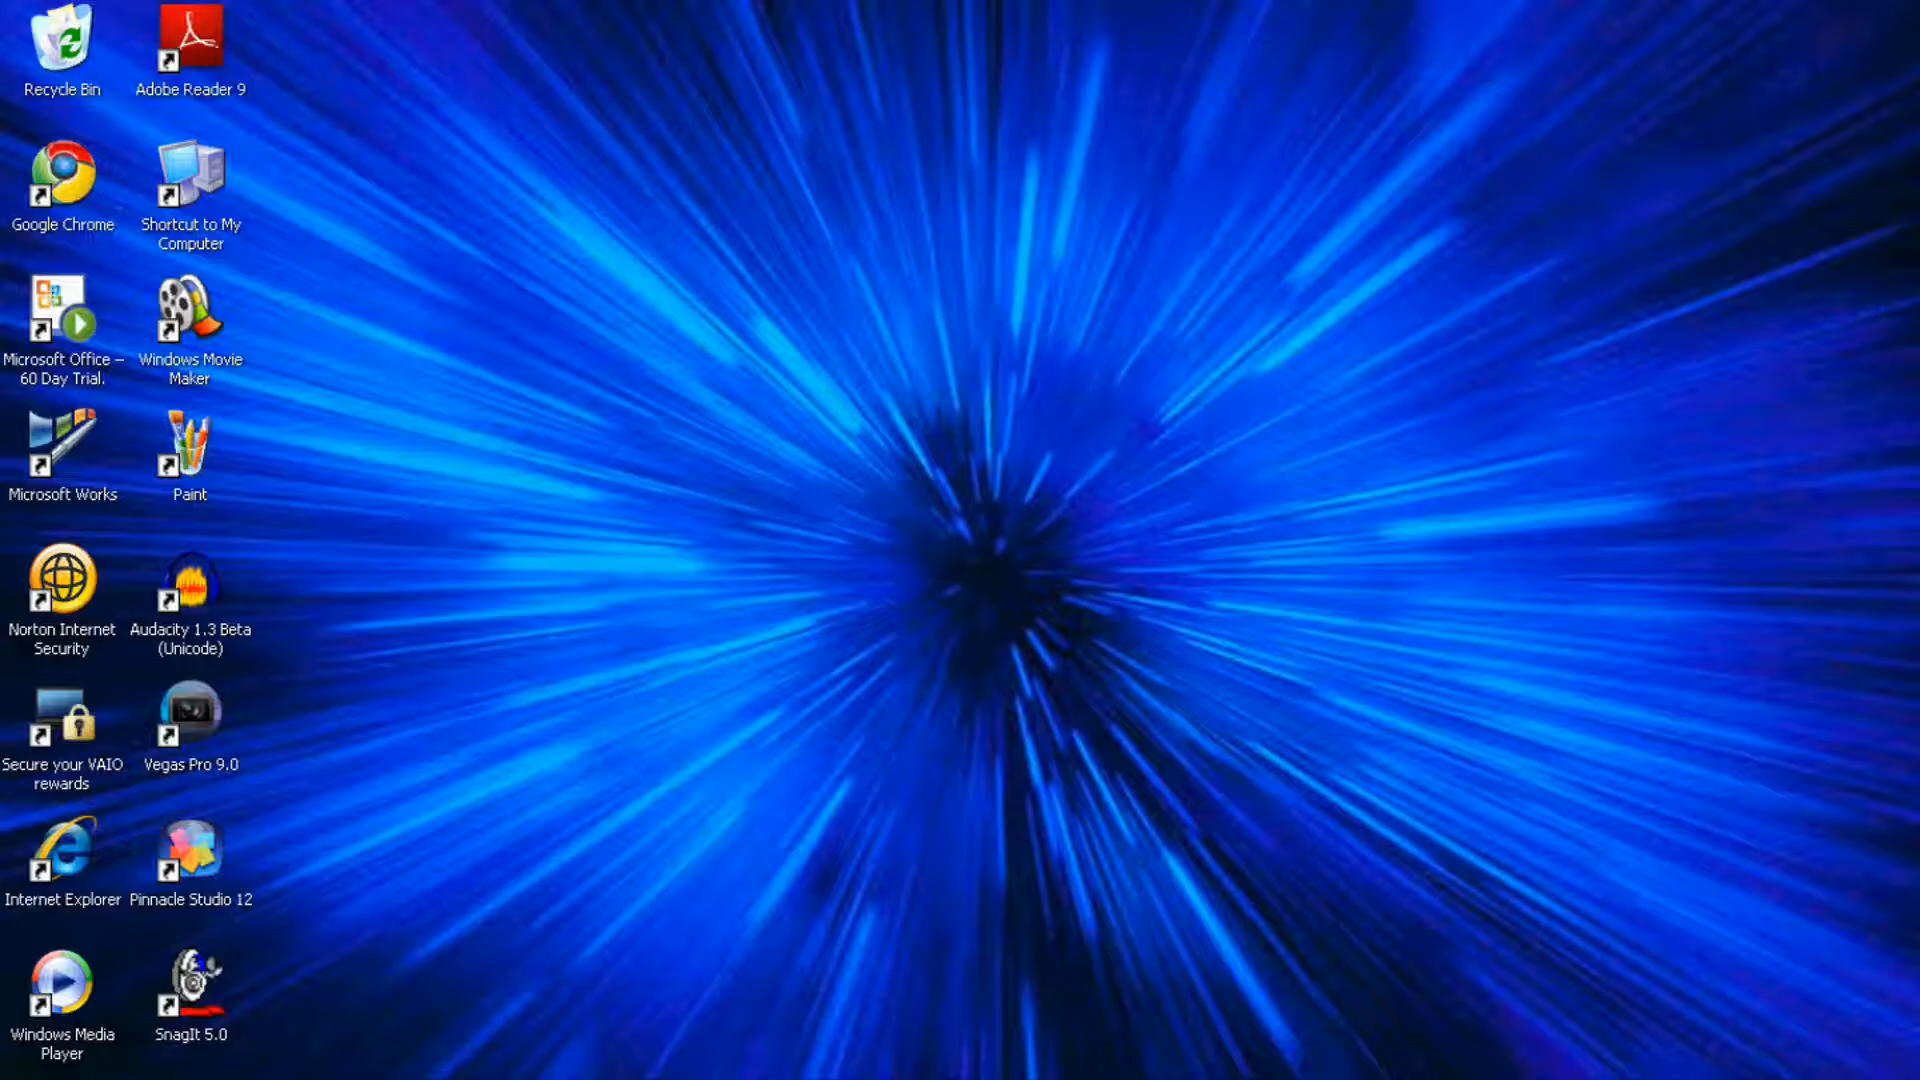 Recycle Bin
Adobe Reader 9
Google Chrome
Shortcut to My
Computer
Microsoft Office –
60 Day Trial.
Windows Movie
Maker
Microsoft Works
Paint
Norton Internet
Security
Audacity 1.3 Beta
(Unicode)
Secure your VAIO
rewards
Vegas Pro 9.0
Internet Explorer
Pinnacle Studio 12
Windows Media
Player
SnagIt 5.0